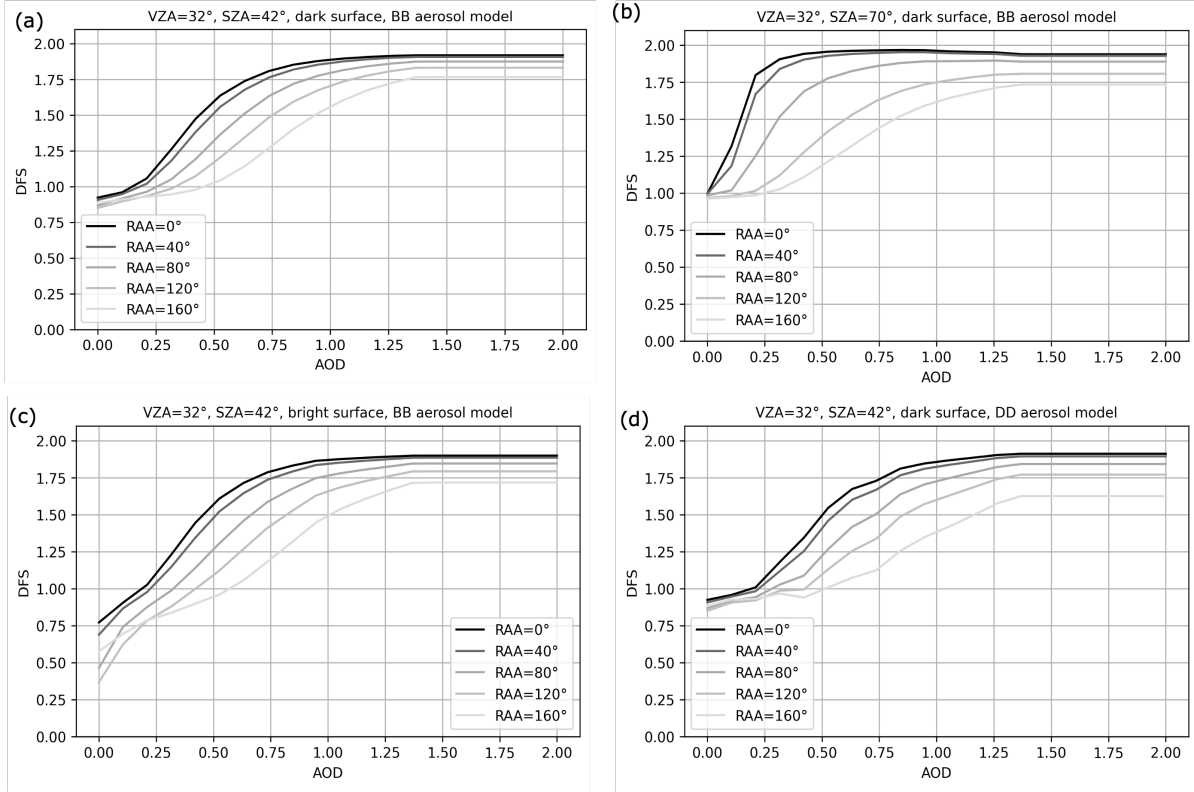 (a)
VZA=32°, SZA=42°, dark surface, BB aerosol model
2.00
1.75
1.50
1.25
1.00
0.75
0.50
0.25
0.00
DFS
RAA=0°
RAA=40°
RAA=80°
RAA=120°
RAA=160°
0.00 0.25 0.50 0.75 1.00 1.25 1.50 1.75 2.00
AOD
(b)
VZA=32°, SZA=70°, dark surface, BB aerosol model
2.00
1.75
1.50
1.25
1.00
0.75
0.50
0.25
0.00
DFS
RAA=0°
RAA=40°
RAA=80°
RAA=120°
RAA=160°
0.00 0.25 0.50 0.75 1.00 1.25 1.50 1.75 2.00
AOD
(c)
VZA=32°, SZA=42°, bright surface, BB aerosol model
2.00
1.75
1.50
1.25
1.00
0.75
0.50
0.25
0.00
DFS
RAA=0°
RAA=40°
RAA=80°
RAA=120°
RAA=160°
0.00 0.25 0.50 0.75 1.00 1.25 1.50 1.75 2.00
AOD
(d)
VZA=32°, SZA=42°, dark surface, DD aerosol model
2.00
1.75
1.50
1.25
1.00
0.75
0.50
0.25
0.00
DFS
RAA=0°
RAA=40°
RAA=80°
RAA=120°
RAA=160°
0.00 0.25 0.50 0.75 1.00 1.25 1.50 1.75 2.00
AOD